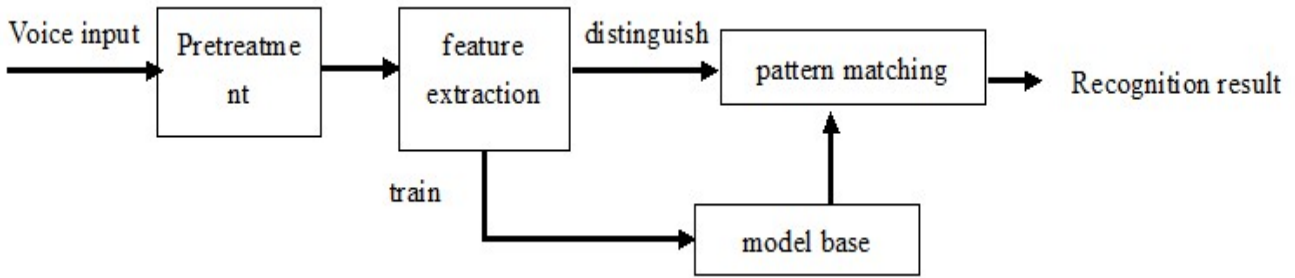 Voice input
Pretreatme
nt
feature
extraction
distinguish
pattern matching
Recognition result
train
model base